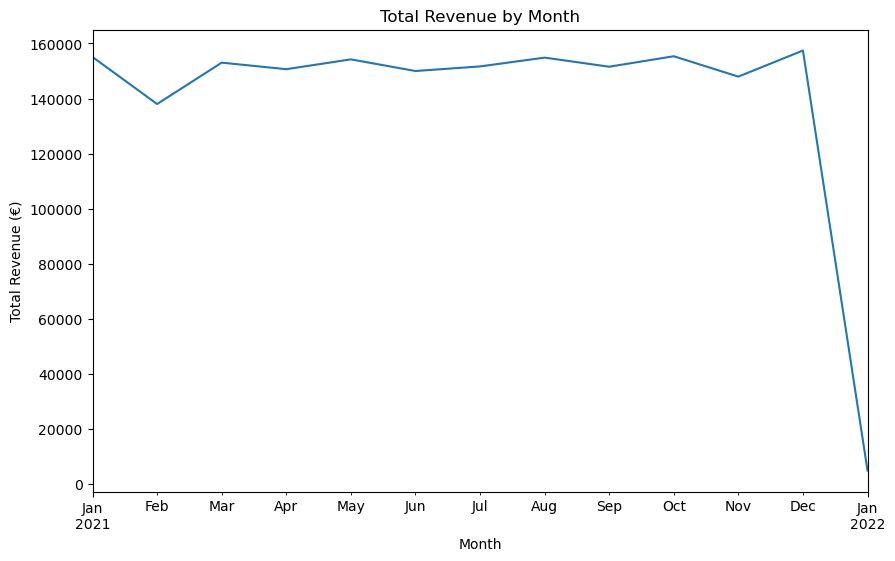 Total Revenue by Month
Total Revenue (€)
160000
140000
120000
100000
80000
60000
40000
20000
0
Jan Feb Mar Apr May Jun Jul Aug Sep Oct Nov Dec Jan
2021 2022
Month